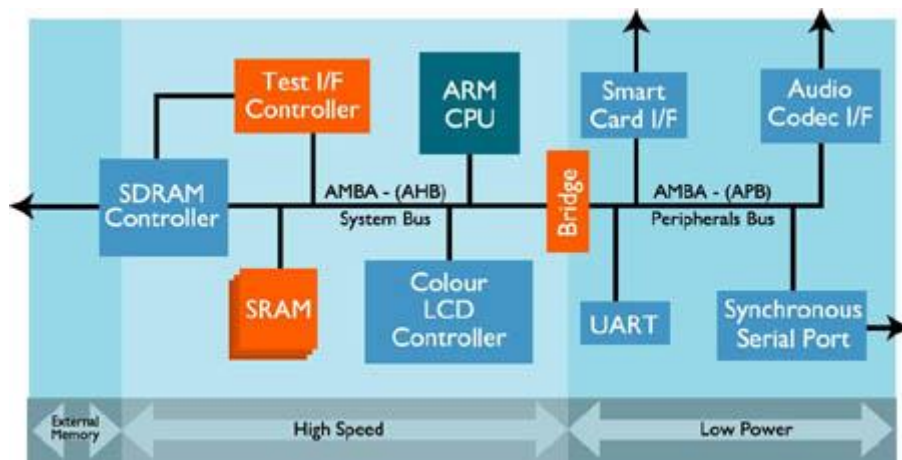 Test I/F
Controller
ARM
CPU
Smart
Card I/F
Audio
Codec I/F
SDRAM
Controller
AMBA - (AHB)
System Bus
Bridge
AMBA - (APB)
Peripherals Bus
SRAM
Colour
LCD
Controller
UART
Synchronous
Serial Port
External
Memory
High Speed
Low Power